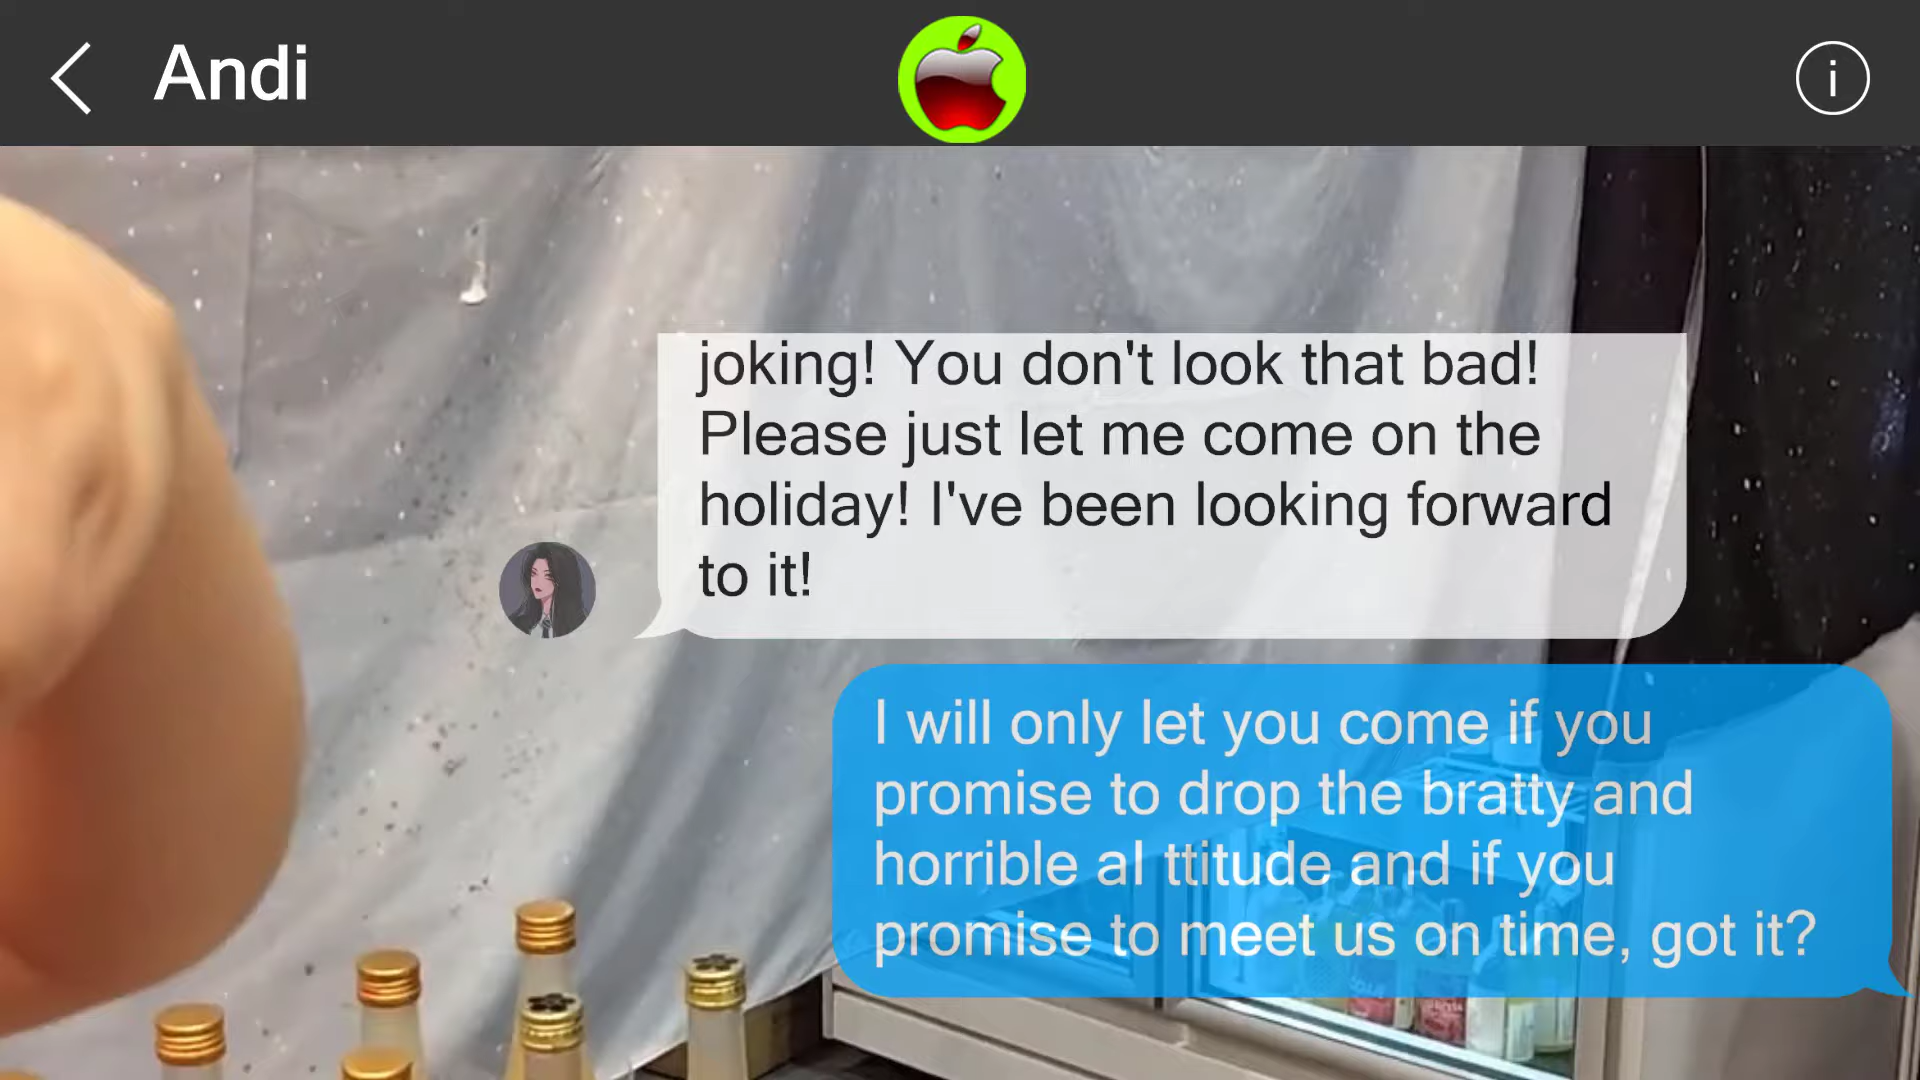 Andi
i
joking! You don't look that bad!
Please just let me come on the
holiday! I've been looking forward
to it!
I will only let you come if you
promise to drop the bratty and
horrible al ttitude and if you
promise to meet us on time, got it?